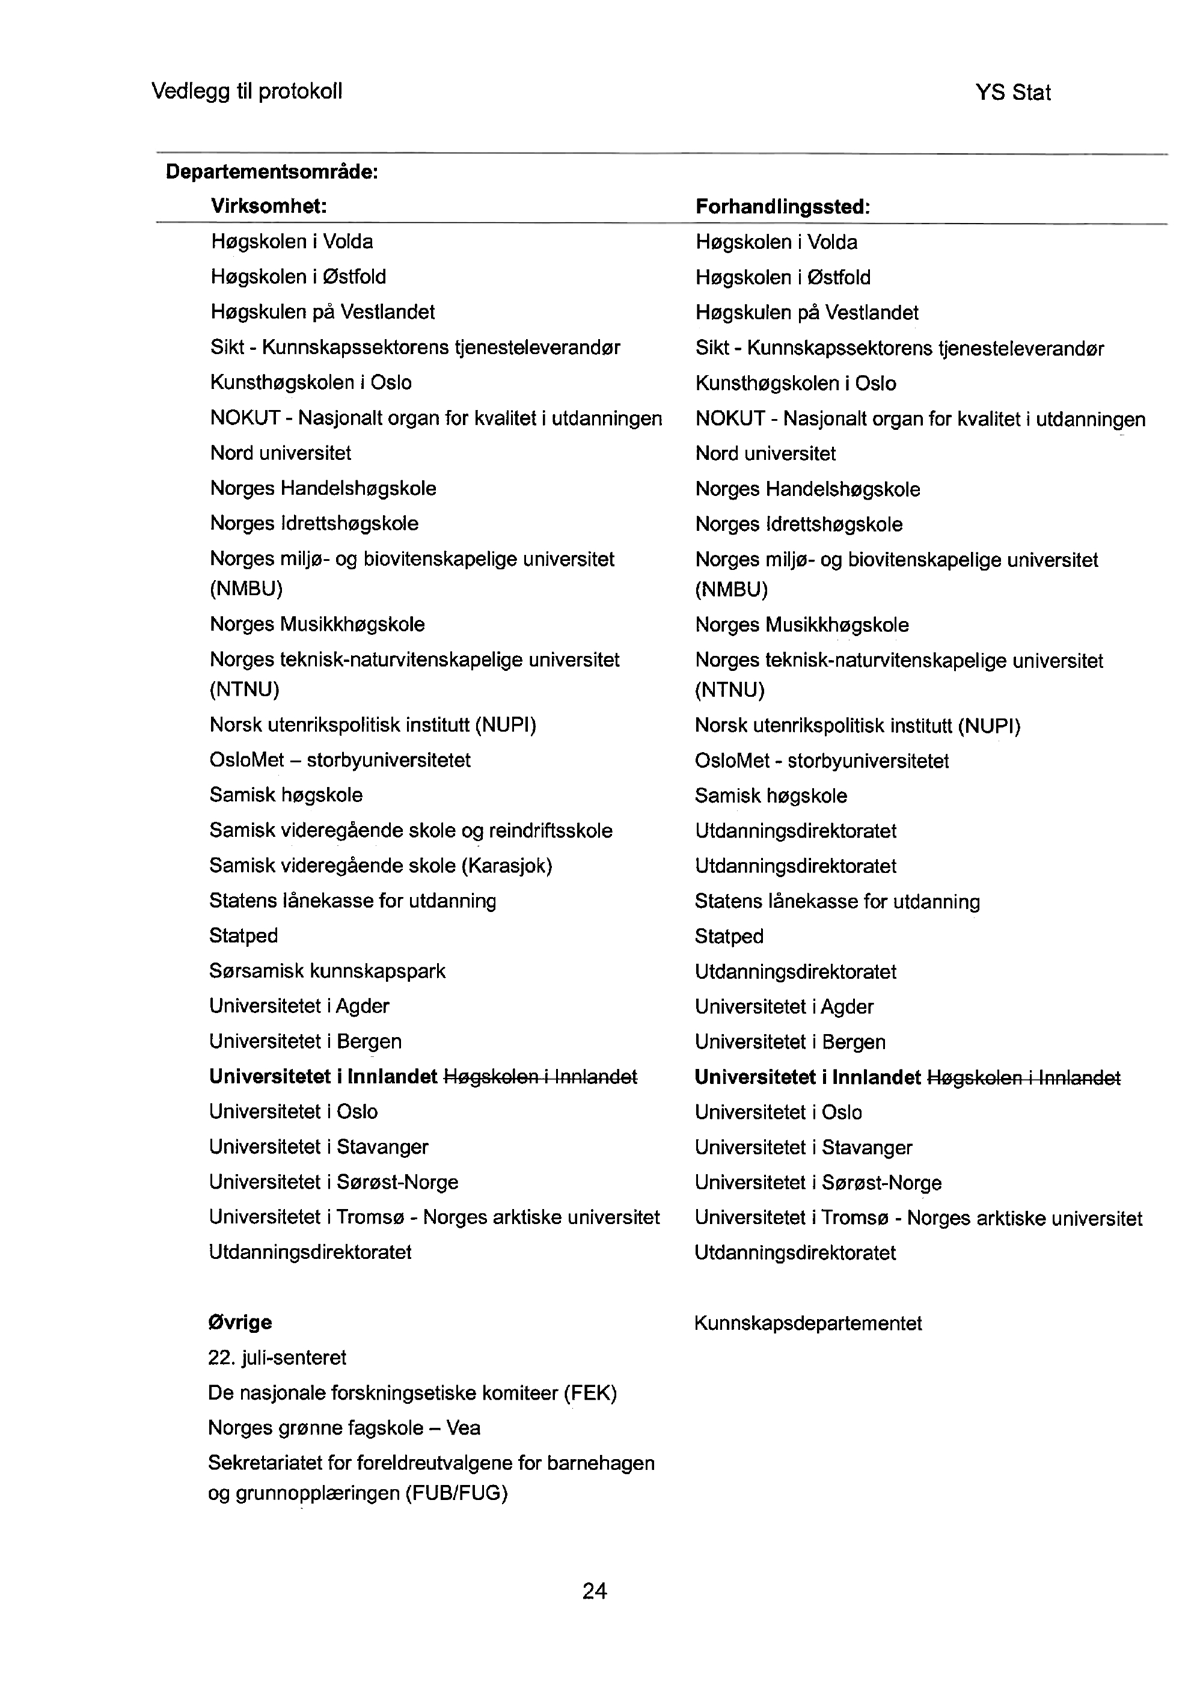 Vedlegg til protokoll YS Stat
Departementsområde:
Virksomhet: Forhandlingssted:
Høgskolen i Volda Høgskolen i Volda
Høgskolen i Østfold Høgskolen i Østfold
Høgskulen på Vestlandet Høgskulen på Vestlandet
Sikt - Kunnskapssektorens tjenesteleverandør Sikt - Kunnskapssektorens tjenesteleverandør
Kunsthøgskolen i Oslo Kunsthøgskolen i Oslo
NOKUT - Nasjonalt organ for kvalitet i utdanningen NOKUT - Nasjonalt organ for kvalitet i utdanningen
Nord universitet Nord universitet
Norges Handelshøgskole Norges Handelshøgskole
Norges Idrettshøgskole Norges Idrettshøgskole
Norges miljø- og biovitenskapelige universitet Norges miljø- og biovitenskapelige universitet
(NMBU) (NMBU)
Norges Musikkhøgskole Norges Musikkhøgskole
Norges teknisk-naturvitenskapelige universitet Norges teknisk-naturvitenskapelige universitet
(NTNU) (NTNU)
Norsk utenrikspolitisk institutt (NUPI) Norsk utenrikspolitisk institutt (NUPI)
OsloMet – storbyuniversitetet OsloMet - storbyuniversitetet
Samisk høgskole Samisk høgskole
Samisk videregående skole og reindriftsskole Utdanningsdirektoratet
Samisk videregående skole (Karasjok) Utdanningsdirektoratet
Statens lånekasse for utdanning Statens lånekasse for utdanning
Statped Statped
Sørsamisk kunnskapspark Utdanningsdirektoratet
Universitetet i Agder Universitetet i Agder
Universitetet i Bergen Universitetet i Bergen
Universitetet i Innlandet Høgskolen i Innlandet Universitetet i Innlandet Høgskolen i Innlandet
Universitetet i Oslo Universitetet i Oslo
Universitetet i Stavanger Universitetet i Stavanger
Universitetet i Sørøst-Norge Universitetet i Sørøst-Norge
Universitetet i Tromsø - Norges arktiske universitet Universitetet i Tromsø - Norges arktiske universitet
Utdanningsdirektoratet Utdanningsdirektoratet
Øvrige Kunnskapsdepartementet
22. juli-senteret
De nasjonale forskningsetiske komiteer (FEK)
Norges grønne fagskole – Vea
Sekretariatet for foreldreutvalgene for barnehagen
og grunnopplæringen (FUB/FUG)
24